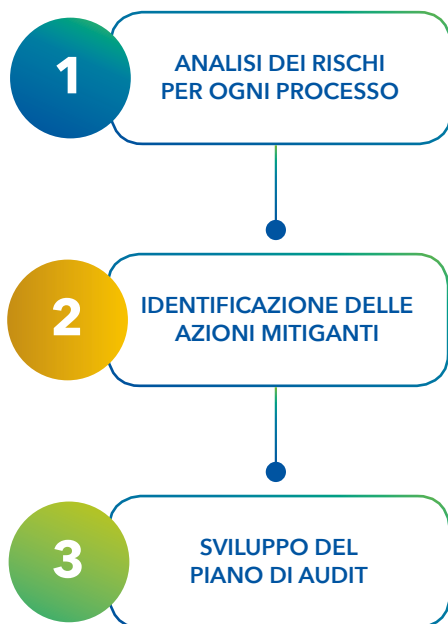 1
ANALISI DEI RISCHI
PER OGNI PROCESSO
2
IDENTIFICAZIONE DELLE
AZIONI MITIGANTI
3
SVILUPPO DEL
PIANO DI AUDIT